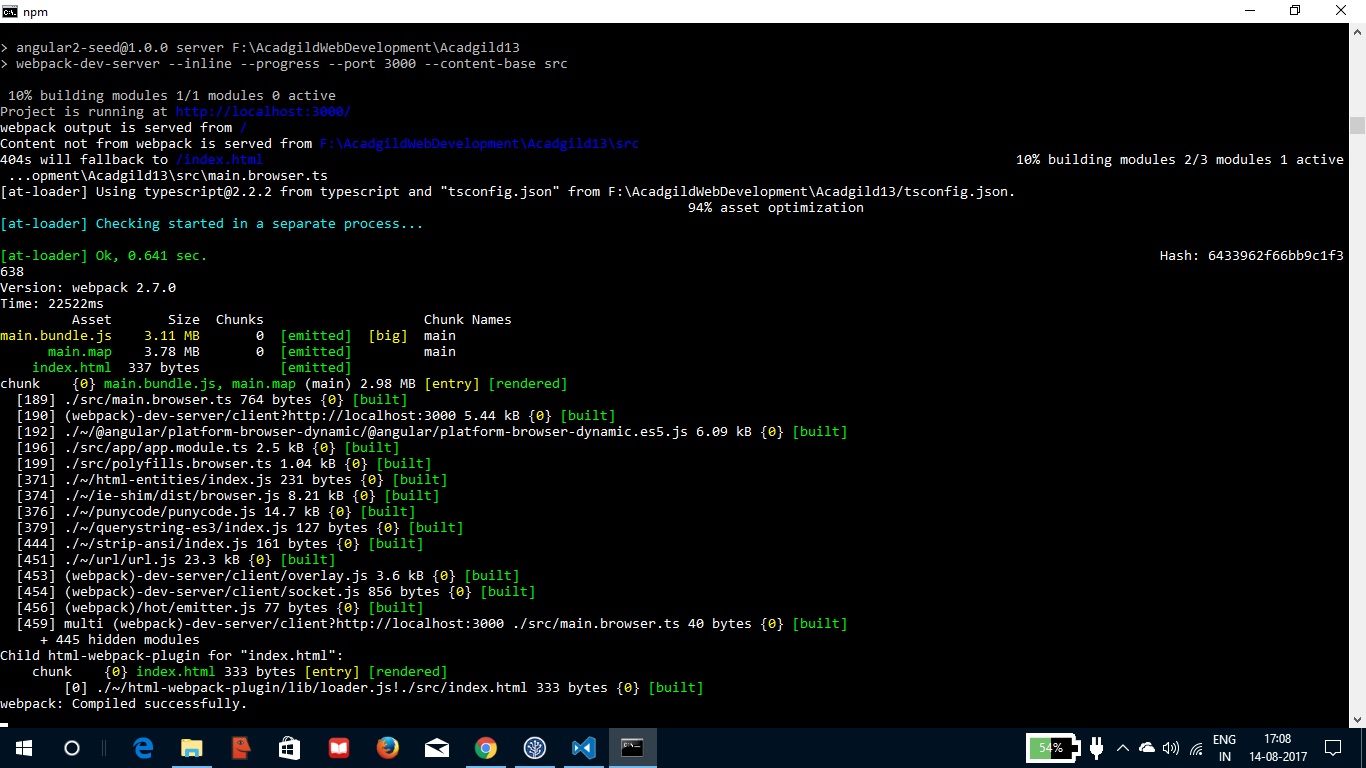 npm
> angular2-seed@1.0.0 server F:\AcadgildWebDevelopment\Acadgild13
> webpack-dev-server --inline --progress --port 3000 --content-base src
10% building modules 1/1 modules 0 active
Project is running at http://localhost:3000/
webpack output is served from /
Content not from webpack is served from F:\AcadgildWebDevelopment\Acadgild13\src
404s will fallback to /index.html 10% building modules 2/3 modules 1 active
...opment\Acadgild13\src\main.browser.ts
[at-loader] Using typescript@2.2.2 from typescript and "tsconfig.json" from F:\AcadgildWebDevelopment\Acadgild13/tsconfig.json.
94% asset optimization
[at-loader] Checking started in a separate process...
[at-loader] Ok, 0.641 sec. Hash: 6433962f66bb9c1f3
638
Version: webpack 2.7.0
Time: 22522ms
Asset Size Chunks Chunk Names
main.bundle.js 3.11 MB 0 [emitted] [big] main
main.map 3.78 MB 0 [emitted] main
index.html 337 bytes [emitted]
chunk {0} main.bundle.js, main.map (main) 2.98 MB [entry] [rendered]
[189] ./src/main.browser.ts 764 bytes {0} [built]
[190] (webpack)-dev-server/client?http://localhost:3000 5.44 kB {0} [built]
[192] ./~/@angular/platform-browser-dynamic/@angular/platform-browser-dynamic.es5.js 6.09 kB {0} [built]
[196] ./src/app/app.module.ts 2.5 kB {0} [built]
[199] ./src/polyfills.browser.ts 1.04 kB {0} [built]
[371] ./~/html-entities/index.js 231 bytes {0} [built]
[374] ./~/ie-shim/dist/browser.js 8.21 kB {0} [built]
[376] ./~/punycode/punycode.js 14.7 kB {0} [built]
[379] ./~/querystring-es3/index.js 127 bytes {0} [built]
[444] ./~/strip-ansi/index.js 161 bytes {0} [built]
[451] ./~/url/url.js 23.3 kB {0} [built]
[453] (webpack)-dev-server/client/overlay.js 3.6 kB {0} [built]
[454] (webpack)-dev-server/client/socket.js 856 bytes {0} [built]
[456] (webpack)/hot/emitter.js 77 bytes {0} [built]
[459] multi (webpack)-dev-server/client?http://localhost:3000 ./src/main.browser.ts 40 bytes {0} [built]
+ 445 hidden modules
Child html-webpack-plugin for "index.html":
chunk {0} index.html 333 bytes [entry] [rendered]
[0] ./~/html-webpack-plugin/lib/loader.js!./src/index.html 333 bytes {0} [built]
webpack: Compiled successfully.
54%
ENG
IN
17:08
14-08-2017